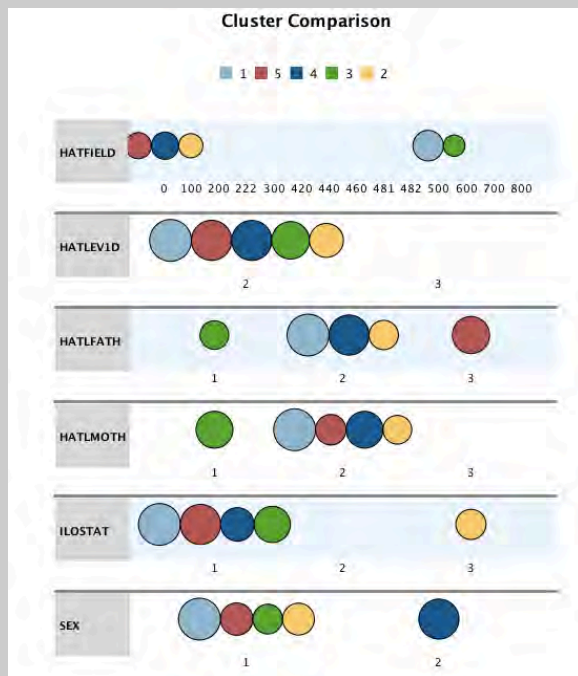 Cluster Comparison
1 5 4 3 2
HATFIELD
0 100 200 222 300 420 440 460 481 482 500 600 700 800
HATLEV1D
2 3
HATLFATH
1 2 3
HATLMOTH
1 2 3
ILOSTAT
1 2 3
SEX
1 2